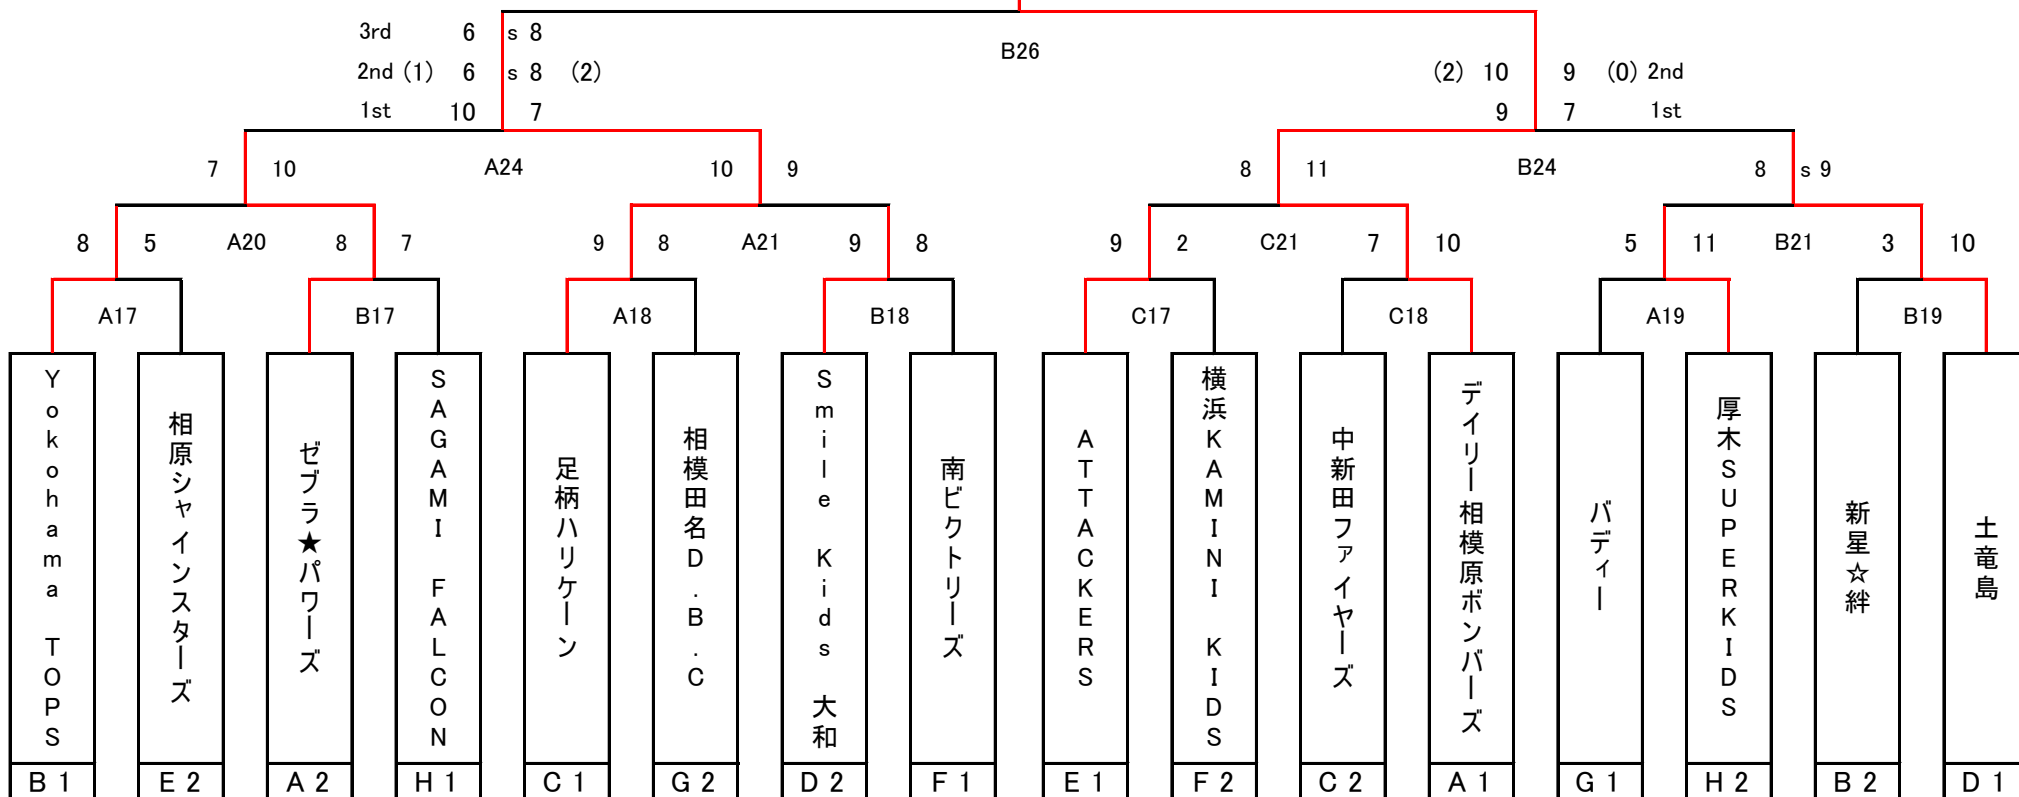 3rd 6 s 8
B26
2nd (1) 6 s 8 (2) (2) 10 9 (0) 2nd
1st 10 7 9 7 1st
7 10 A24 10 9 8 11 B24 8 s 9
8 5 A20 8 7 9 8 A21 9 8 9 2 C21 7 10 5 11 B21 3 10
A17 B17 A18 B18 C17 C18 A19 B19
Yokohama TOPS
相原シャインスターズ
ゼブラ★パワーズ
SAGAMI FALCON
足柄ハリケーン
相模田名D.B.C
Smile Kids 大和
南ビクトリーズ
ATTACKERS
横浜KAMINI KIDS
中新田ファイヤーズ
デイリー相模原ボンバーズ
バディー
厚木SUPERKIDS
新星☆絆
土竜島
B1 E2 A2 H1 C1 G2 D2 F1 E1 F2 C2 A1 G1 H2 B2 D1